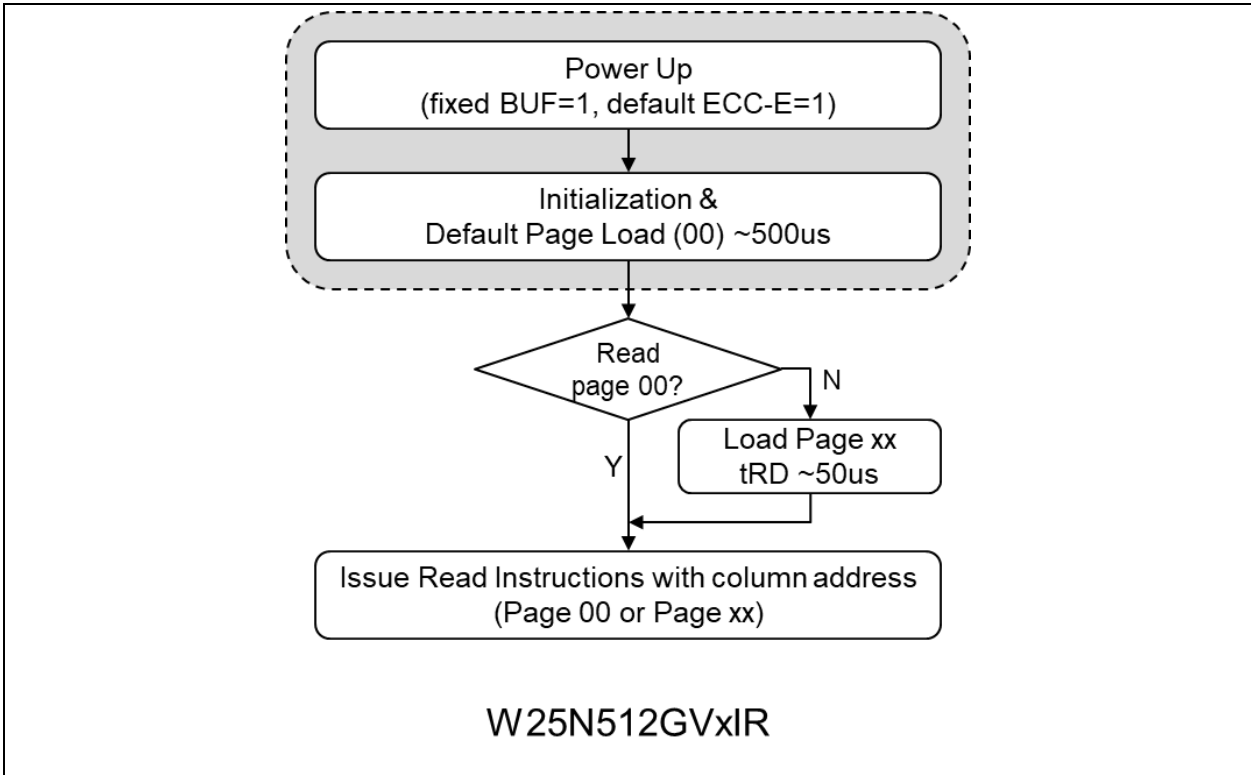 Power Up
(fixed BUF=1, default ECC-E=1)
Initialization &
Default Page Load (00) ~500us
Read
page 00?
N
Load Page xx
tRD ~50us
Y
Issue Read Instructions with column address
(Page 00 or Page xx)
W25N512GVxIR